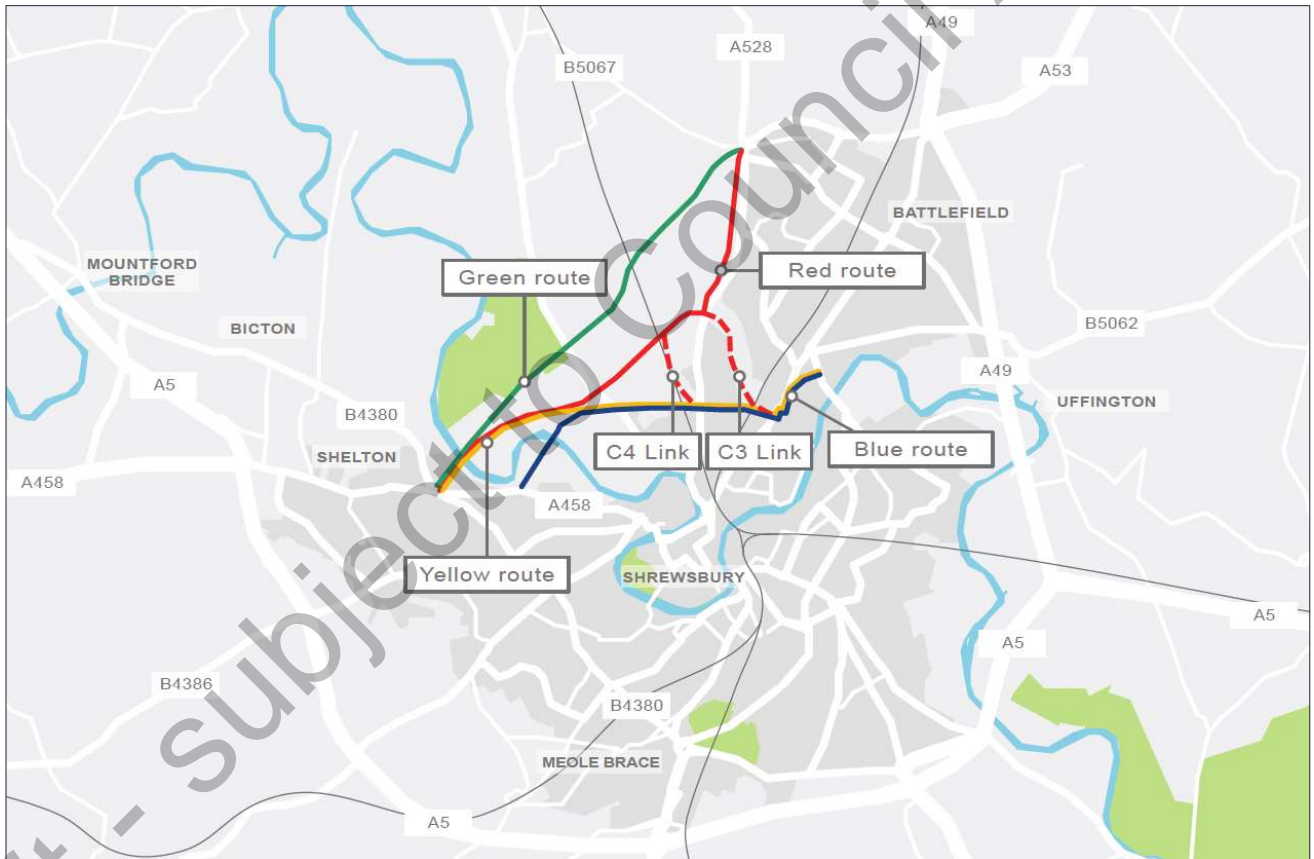 A49
A528
B5067
A53
BATTLEFIELD
MOUNTFORD
BRIDGE
Green route
Red route
BICTON
B5062
A5
A49
B4380
UFFINGTON
SHELTON
C4 Link
C3 Link
Blue route
A458
A458
Yellow route
SHREWSBURY
A5
A5
B4386
B4380
MEOLE BRACE
A5
- subject to Council